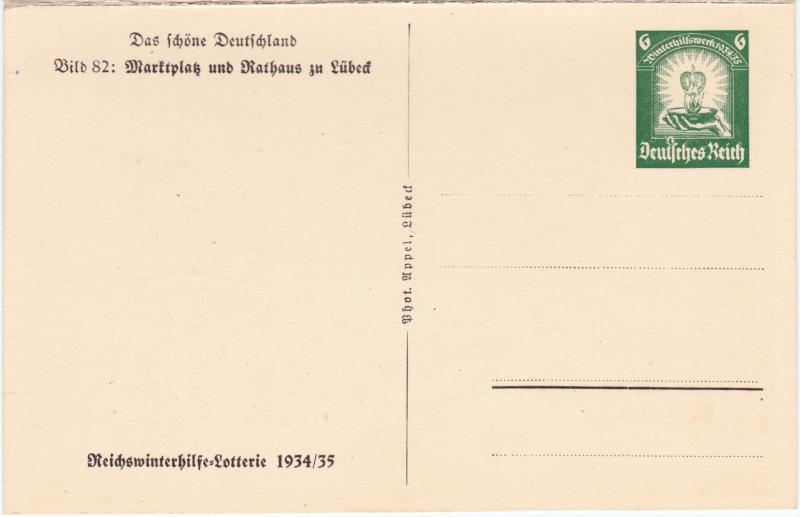 Das schöne Deutschland
Bild 82: Marktplatz und Rathaus zu Lübeck
6 6
Winterhilfswerk 1934/35
Deutsches Reich
Phot. Appel, Lübeck
Reichswinterhilfe-Lotterie 1934/35